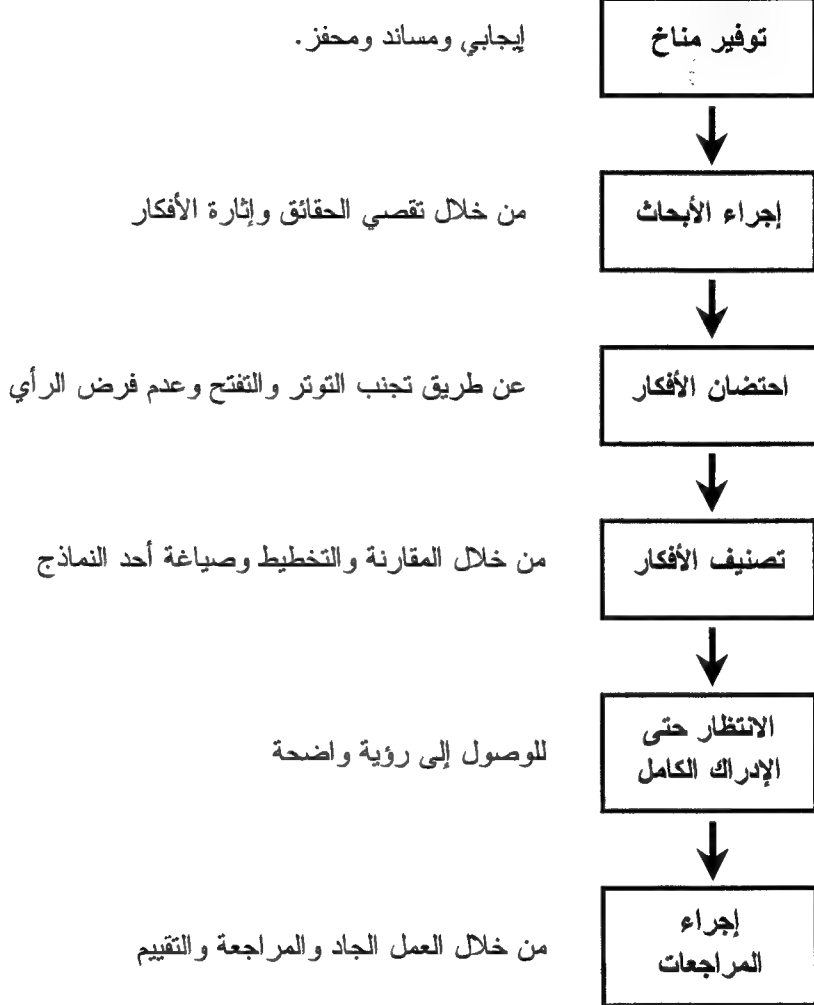 توفير مناخ
إيجابي ومساند ومحفز.
إجراء الأبحاث
من خلال تقصي الحقائق وإثارة الأفكار
احتضان الأفكار
عن طريق تجنب التوتر والتفتح وعدم فرض الرأي
تصنيف الأفكار
من خلال المقارنة والتخطيط وصياغة أحد النماذج
الانتظار حتى
الإدراك الكامل
للوصول إلى رؤية واضحة
إجراء
المراجعات
من خلال العمل الجاد والمراجعة والتقييم